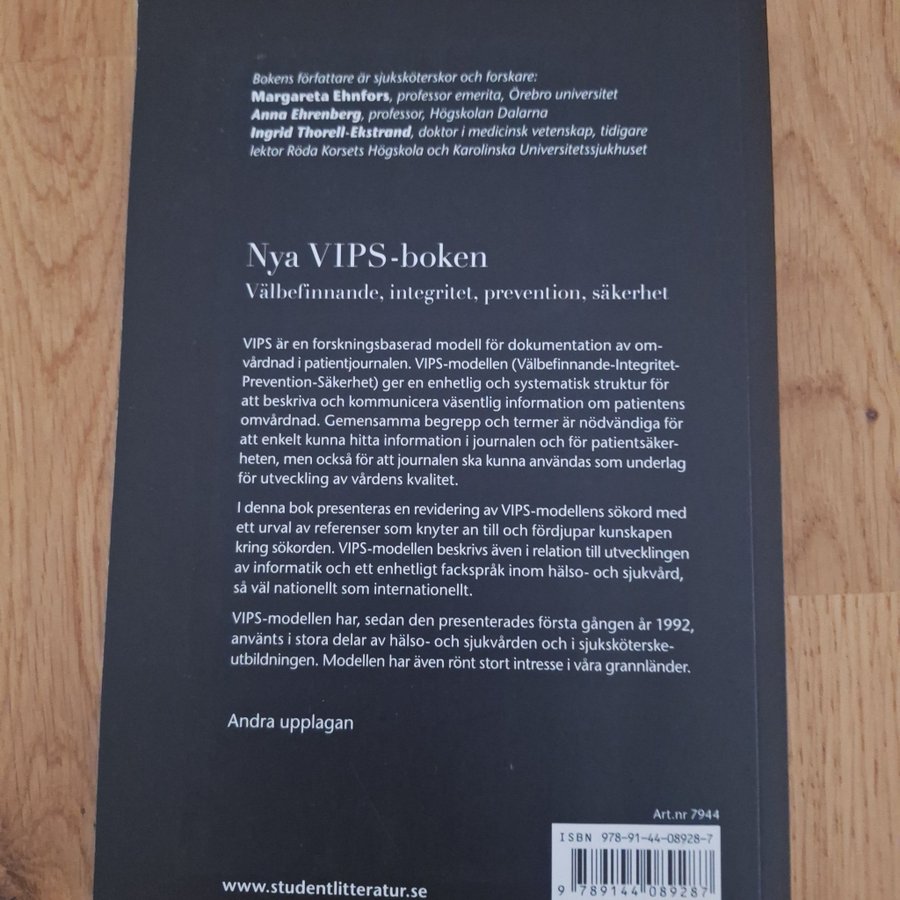 Bokens författare är sjuksköterskor och forskare:
Margareta Ehnfors, professor emerita, Örebro universitet
Anna Ehrenberg, professor, Högskolan Dalarna
Ingrid Thorell-Ekstrand, doktor i medicinsk vetenskap, tidigare
lektor Röda Korsets Högskola och Karolinska Universitetssjukhuset
Nya VIPS-boken
Välbefinnande, integritet, prevention, säkerhet
VIPS är en forskningsbaserad modell för dokumentation av om-
vårdnad i patientjournalen. VIPS-modellen (Välbefinnande-Integritet-
Prevention-Säkerhet) ger en enhetlig och systematisk struktur för
att beskriva och kommunicera väsentlig information om patientens
omvårdnad. Gemensamma begrepp och termer är nödvändiga för
att enkelt kunna hitta information i journalen och för patientsäker-
heten, men också för att journalen ska kunna användas som underlag
för utveckling av vårdens kvalitet.
I denna bok presenteras en revidering av VIPS-modellens sökord med
ett urval av referenser som knyter an till och fördjupar kunskapen
kring sökorden. VIPS-modellen beskrivs även i relation till utvecklingen
av informatik och ett enhetligt fackspråk inom hälso- och sjukvård,
så väl nationellt som internationellt.
VIPS-modellen har, sedan den presenterades första gången år 1992,
använts i stora delar av hälso- och sjukvården och i sjuksköterske-
utbildningen. Modellen har även rönt stort intresse i våra grannländer.
Andra upplagan
Art.nr 7944
ISBN 978-91-44-08928-7
9 789144 089287
www.studentlitteratur.se